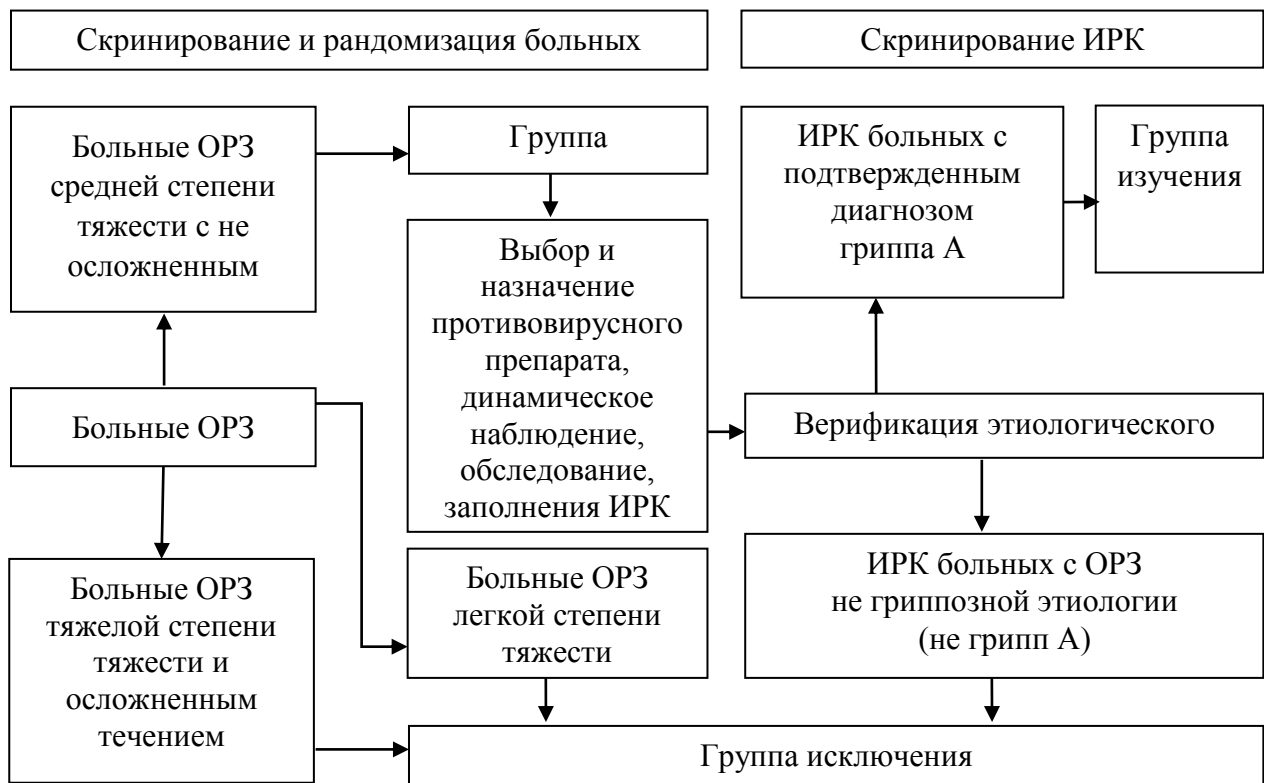 Скринирование и рандомизация больных
Скринирование ИРК
Больные ОРЗ
средней степени
тяжести с не
осложненным
Группа
ИРК больных с
подтвержденным
диагнозом
гриппа А
Группа
изучения
Выбор и
назначение
противовирусного
препарата,
динамическое
наблюдение,
обследование,
заполнения ИРК
Больные ОРЗ
Верификация этиологического
Больные ОРЗ
тяжелой степени
тяжести и
осложненным
течением
Больные ОРЗ
легкой степени
тяжести
ИРК больных с ОРЗ
не гриппозной этиологии
(не грипп А)
Группа исключения